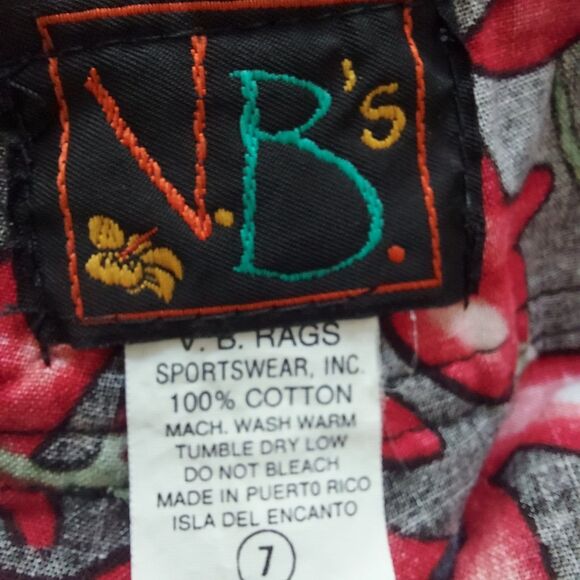 V.B.'s
V. B. RAGS
SPORTSWEAR, INC.
100% COTTON
MACH. WASH WARM
TUMBLE DRY LOW
DO NOT BLEACH
MADE IN PUERTO RICO
ISLA DEL ENCANTO
7